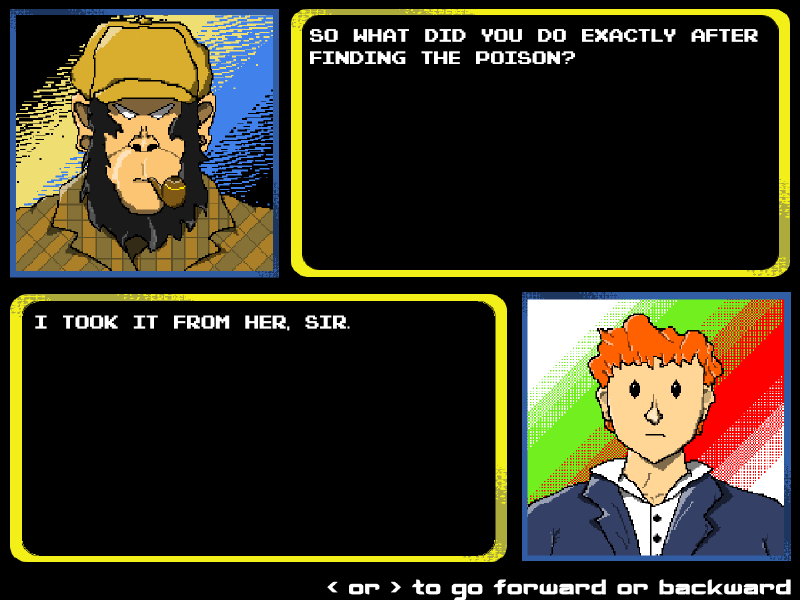 SO WHAT DID YOU DO EXACTLY AFTER
FINDING THE POISON?
I TOOK IT FROM HER, SIR.
< or > to go forward or backward